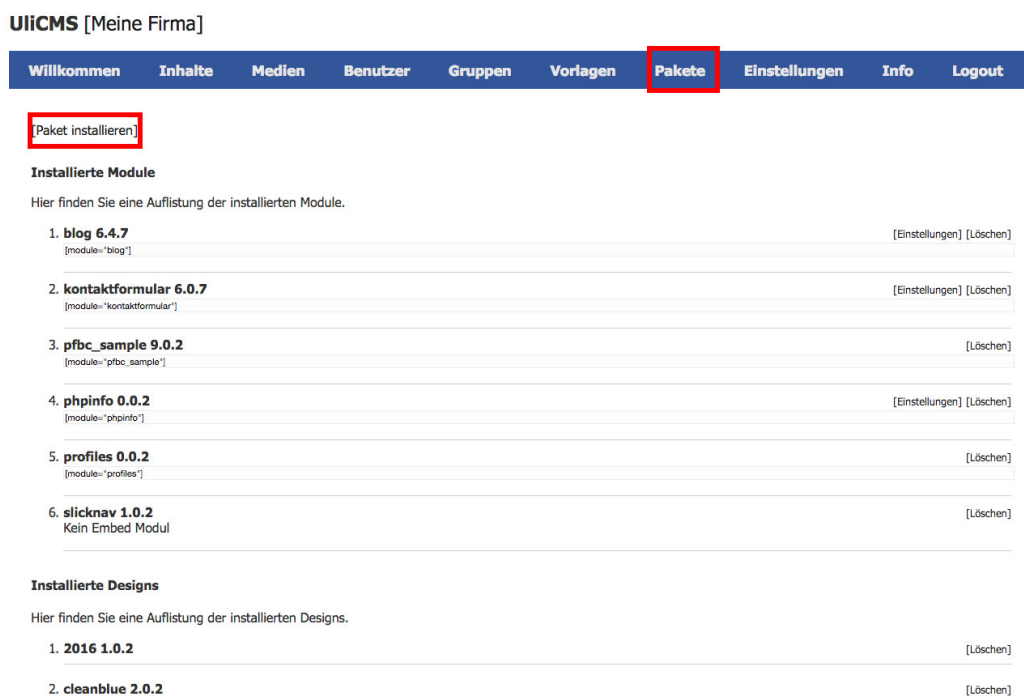 UliCMS [Meine Firma]
Willkommen Inhalte Medien Benutzer Gruppen Vorlagen Pakete Einstellungen Info Logout
[Paket installieren]
Installierte Module
Hier finden Sie eine Auflistung der installierten Module.
1. blog 6.4.7 [Einstellungen] [Löschen]
[module="blog"]
2. kontaktformular 6.0.7 [Einstellungen] [Löschen]
[module="kontaktformular"]
3. pfbc_sample 9.0.2 [Löschen]
[module="pfbc_sample"]
4. phpinfo 0.0.2 [Einstellungen] [Löschen]
[module="phpinfo"]
5. profiles 0.0.2 [Löschen]
[module="profiles"]
6. slicknav 1.0.2 [Löschen]
Kein Embed Modul
Installierte Designs
Hier finden Sie eine Auflistung der installierten Designs.
1. 2016 1.0.2 [Löschen]
2. cleanblue 2.0.2 [Löschen]